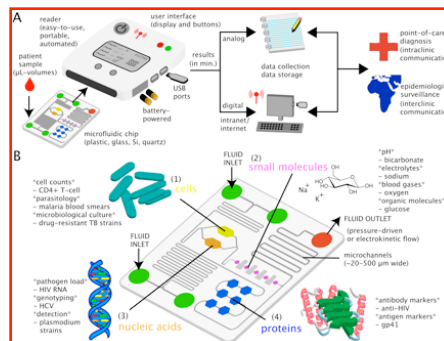 A
reader
(easy-to-use,
portable,
automated)
user interface
(display and buttons)
patient
sample
(μL-volumes)
USB
ports
battery-
powered
microfluidic chip
(plastic, glass, Si, quartz)
results
(in min.)
analog
digital
intranet/
internet
data collection
data storage
point-of-care
diagnosis
(intraclinic
communicati
epidemiolog
surveillance
(interclinic
communicati
B
"cell counts"
– CD4+ T-cell
"parasitology"
– malaria blood smears
"microbiological culture"
– drug-resistant TB strains
(1)
cells
FLUID
INLET
(2)
small molecules
Na+
K+
"pH"
– bicarbonate
"electrolytes"
– sodium
"blood gases"
– oxygen
"organic molecules"
– glucose
FLUID OUTLET
(pressure-driven or
electrokinetic flow)
microchannels
(~20-500 μm wide)
FLUID
INLET
"pathogen load"
– HIV RNA
"genotyping"
– HCV
"detection"
– plasmodium
strains
(3)
nucleic acids
(4)
proteins
"antibody markers"
– anti-HIV
"antigen markers"
– gp41